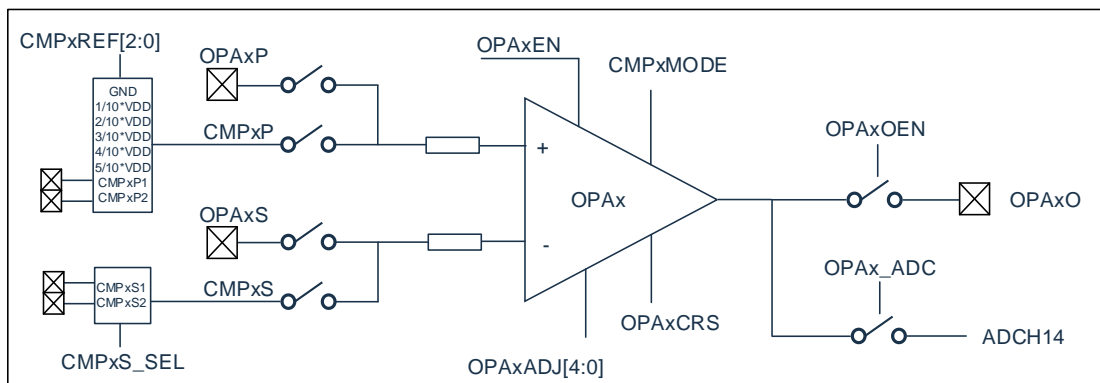 CMPxREF[2:0]
OPAxP
OPAxEN
CMPxMODE
GND
1/10*VDD
2/10*VDD
3/10*VDD
4/10*VDD
5/10*VDD
CMPxP1
CMPxP2
CMPxP
+
OPAxOEN
OPAxS
OPAx
OPAxO
-
CMPxS1
CMPxS2
CMPxS
OPAx_ADC
OPAxCRS
ADCH14
CMPxS_SEL
OPAxADJ[4:0]